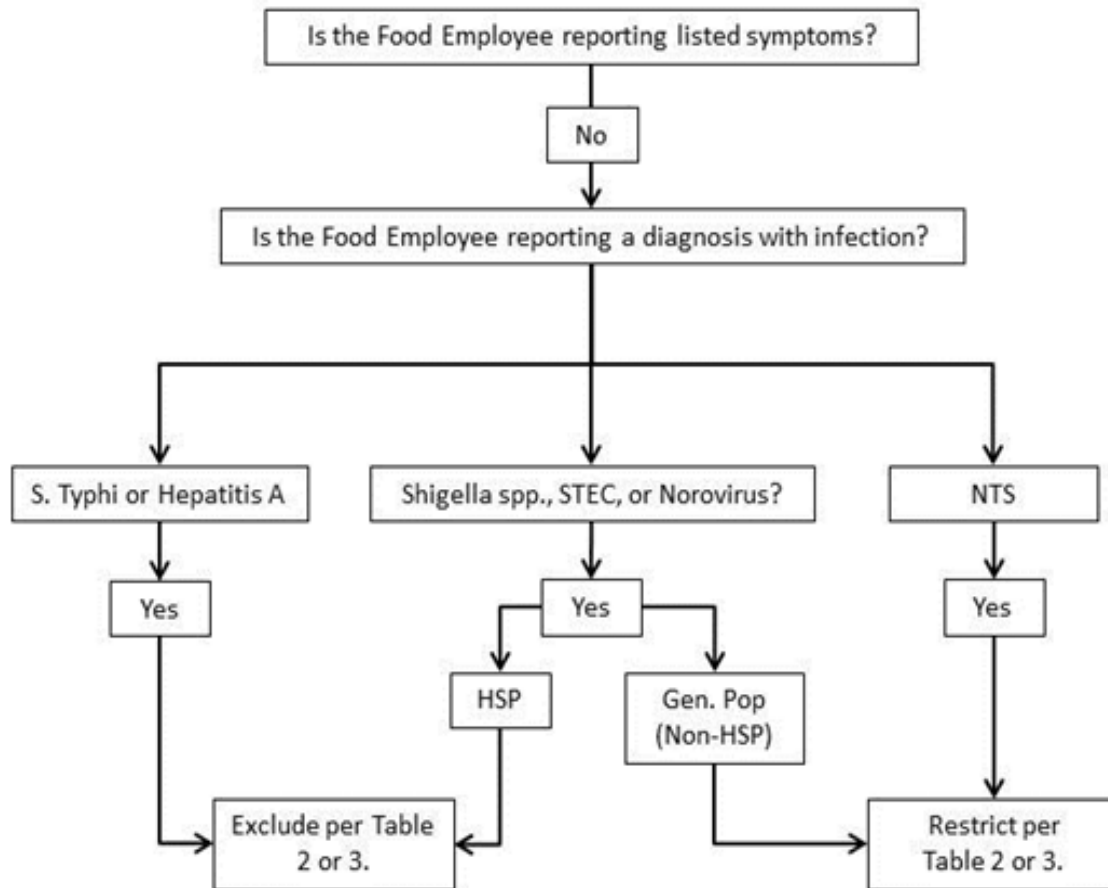 Is the Food Employee reporting listed symptoms?
No
Is the Food Employee reporting a diagnosis with infection?
S. Typhi or Hepatitis A
Shigella spp., STEC, or Norovirus?
NTS
Yes
Yes
Yes
HSP
Gen. Pop
(Non-HSP)
Exclude per Table
2 or 3.
Restrict per
Table 2 or 3.